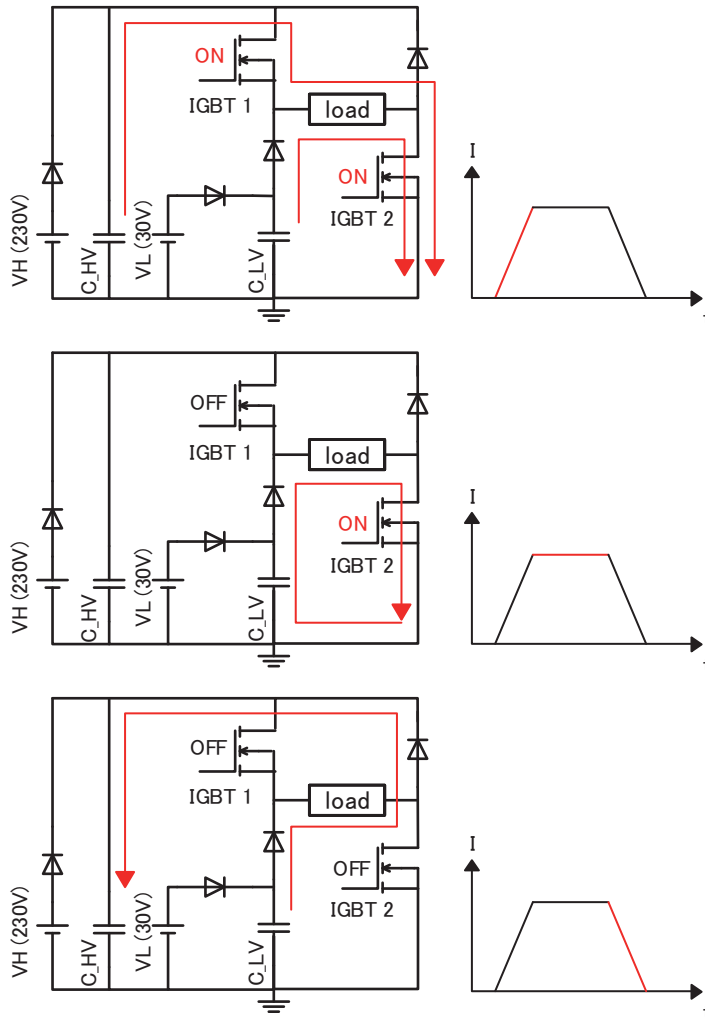 ON
IGBT 1
load
I
ON
IGBT 2
VH (230V)
C_HV
VL (30V)
C_LV
OFF
IGBT 1
load
I
ON
IGBT 2
VH (230V)
C_HV
VL (30V)
C_LV
OFF
IGBT 1
load
I
OFF
IGBT 2
VH (230V)
C_HV
VL (30V)
C_LV